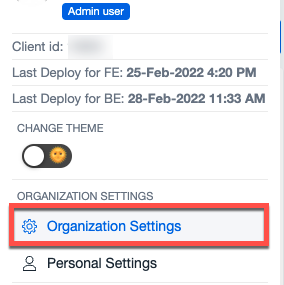 Admin user
Client id:
Last Deploy for FE: 25-Feb-2022 4:20 PM
Last Deploy for BE: 28-Feb-2022 11:33 AM
CHANGE THEME
ORGANIZATION SETTINGS
Organization Settings
Personal Settings